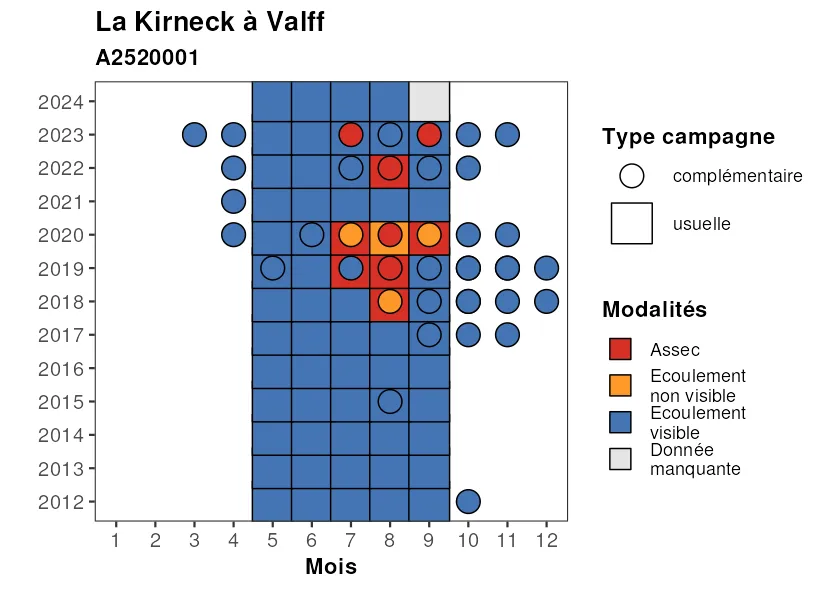 La Kirneck à Valff
A2520001
2024
2023
2022
2021
2020
2019
2018
2017
2016
2015
2014
2013
2012
1 2 3 4 5 6 7 8 9 10 11 12
Mois
Type campagne
complémentaire
usuelle
Modalités
Assec
Ecoulement
non visible
Ecoulement
visible
Donnée
manquante